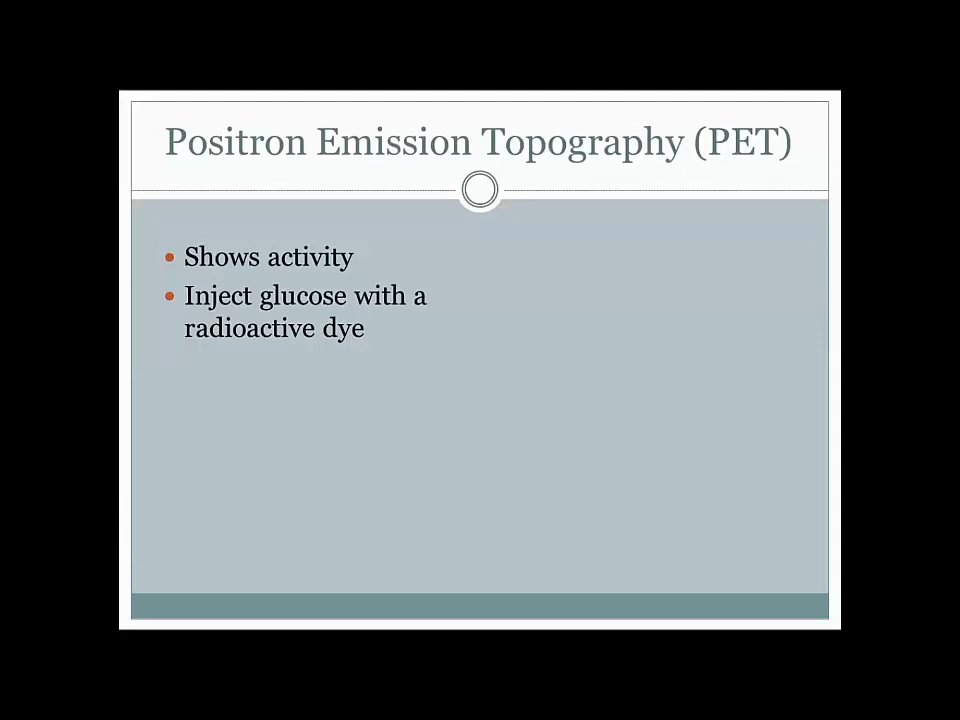 Positron Emission Topography (PET)
• Shows activity
• Inject glucose with a
radioactive dye